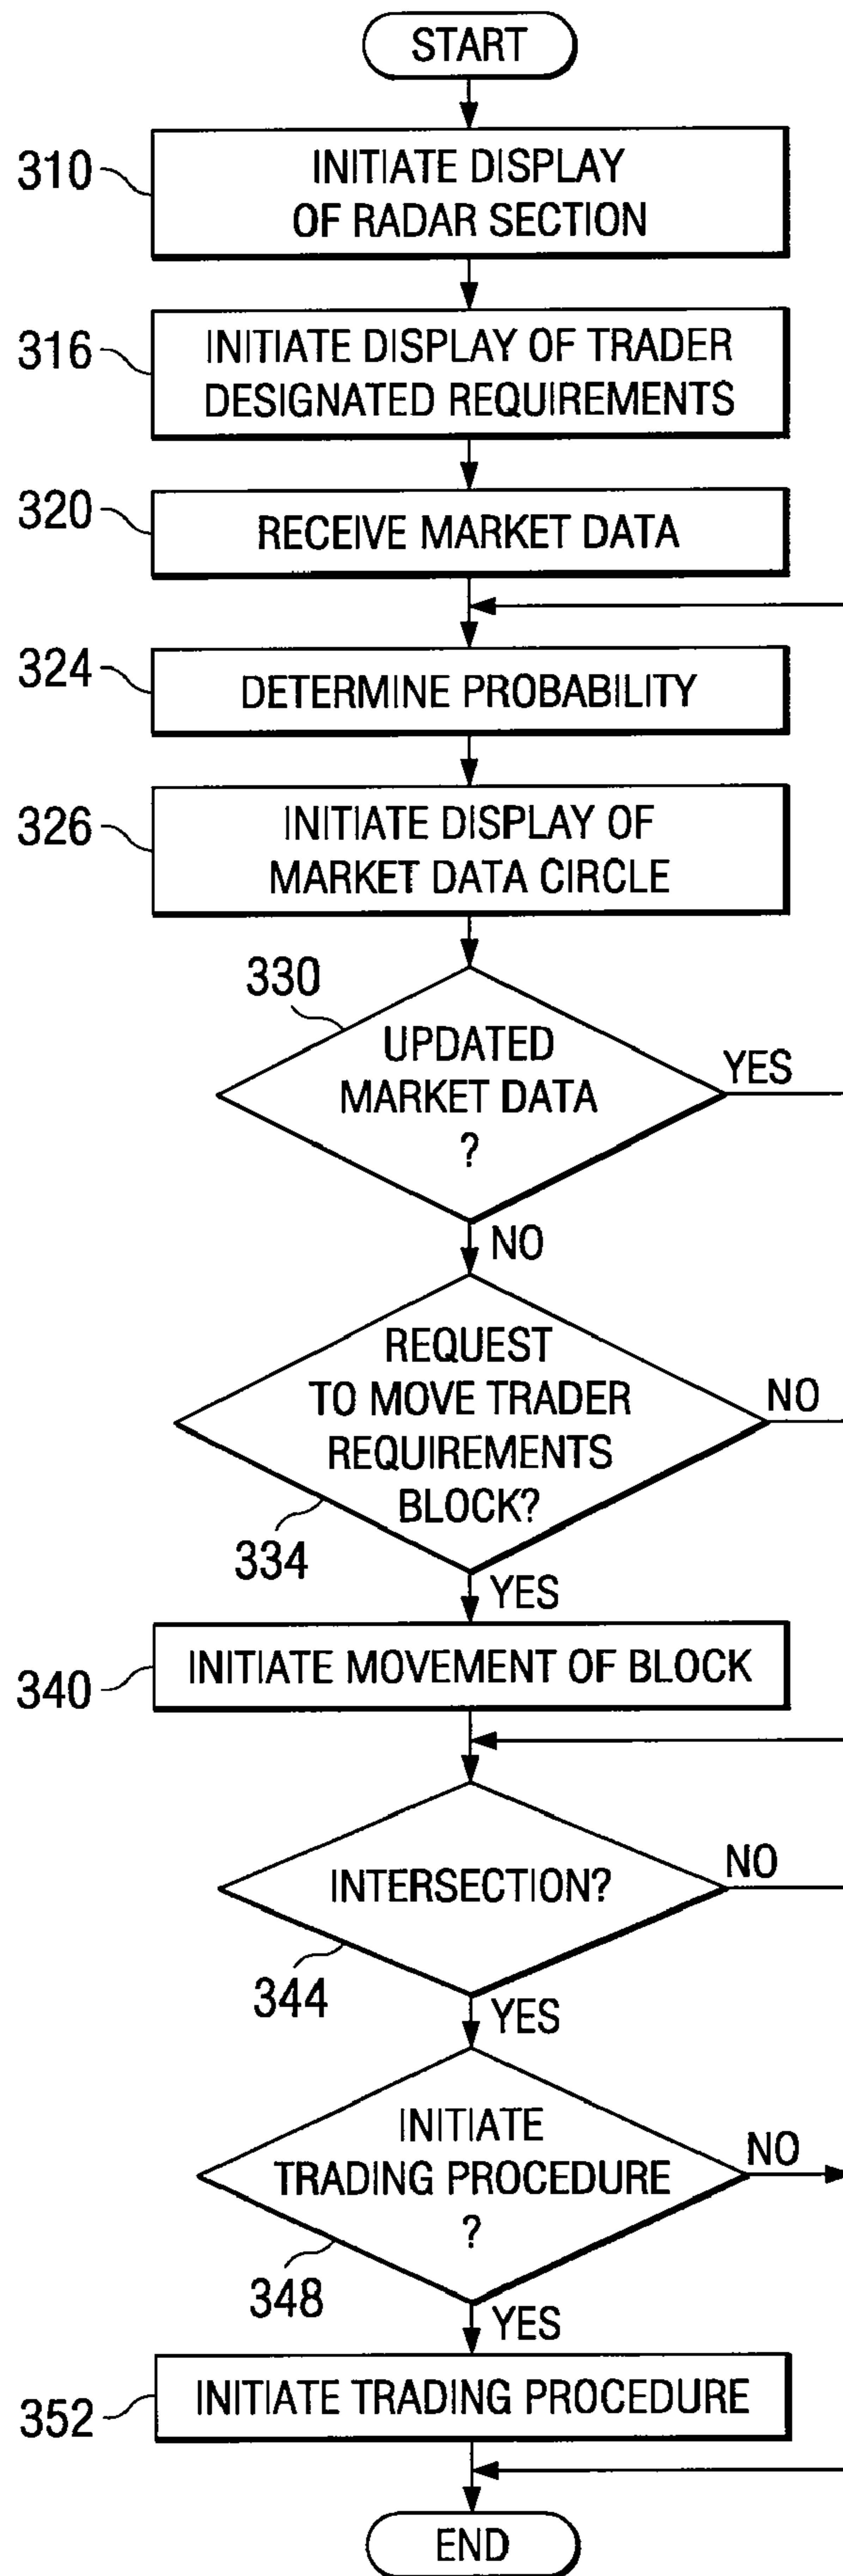 START
310
INITIATE DISPLAY
OF RADAR SECTION
316
INITIATE DISPLAY OF TRADER
DESIGNATED REQUIREMENTS
320
RECEIVE MARKET DATA
324
DETERMINE PROBABILITY
326
INITIATE DISPLAY OF
MARKET DATA CIRCLE
330
UPDATED
MARKET DATA
?
YES
NO
REQUEST
TO MOVE TRADER
REQUIREMENTS
BLOCK?
NO
334
YES
340
INITIATE MOVEMENT OF BLOCK
INTERSECTION?
NO
344
YES
INITIATE
TRADING PROCEDURE
?
NO
348
YES
352
INITIATE TRADING PROCEDURE
END